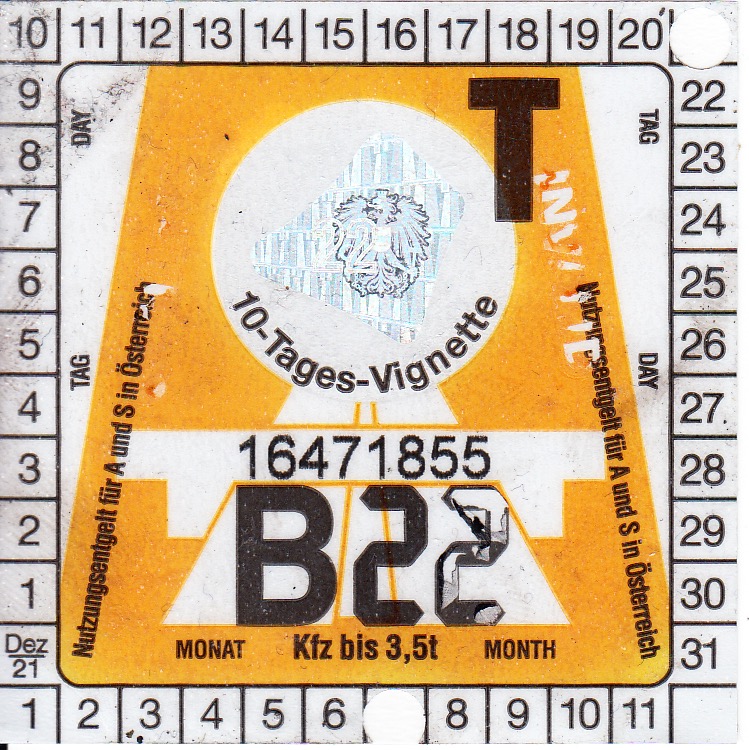 10 11 12 13 14 15 16 17 18 19 20
9
8
7
6
5
4
3
2
1
Dez
21
DAY
TAG
Nutzungsentgelt für A und S in Österreich
T
10-Tages-Vignette
16471855
B22
MONAT Kfz bis 3,5t MONTH
TAG
DAY
Nutzungsentgelt für A und S in Österreich
22
23
24
25
26
27
28
29
30
31
1 2 3 4 5 6 8 9 10 11